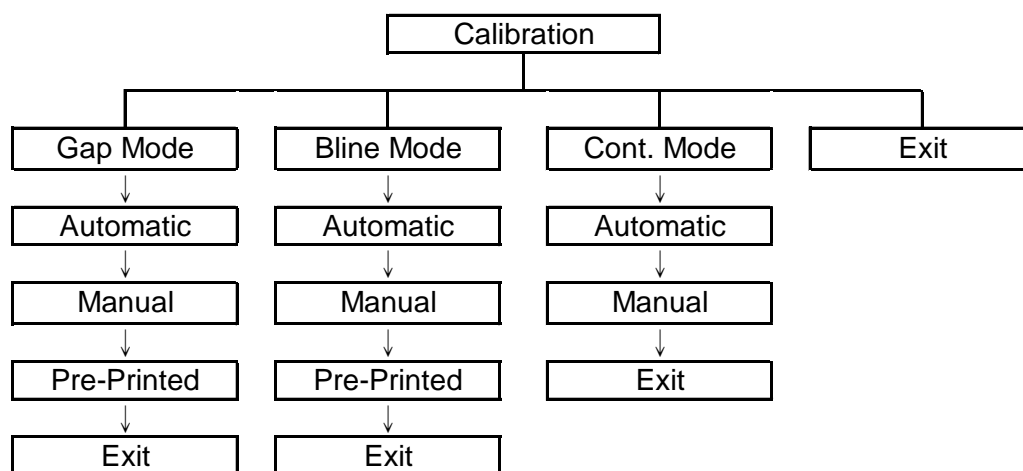 Calibration
Gap Mode
Bline Mode
Cont. Mode
Exit
Automatic
Automatic
Automatic
Manual
Manual
Manual
Pre-Printed
Pre-Printed
Exit
Exit
Exit